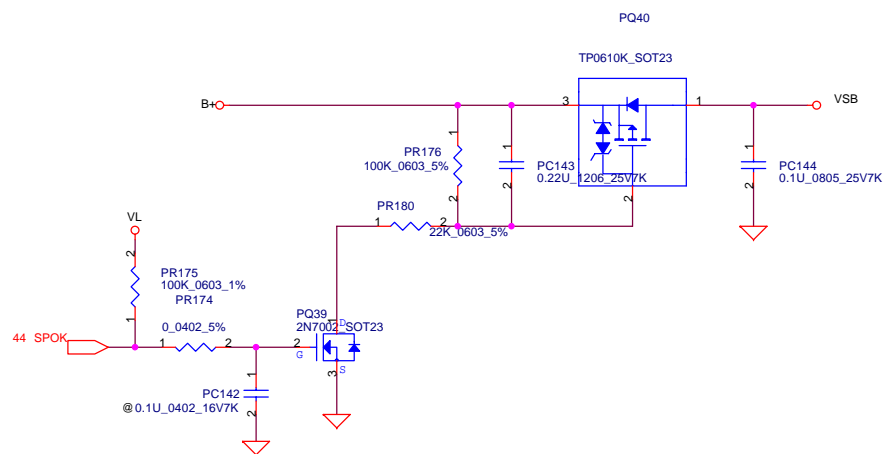 PQ40
TP0610K_SOT23
B+
3
1
VSB
1
PR176
100K_0603_5%
2
1
2
PC143
0.22U_1206_25V7K
2
1
2
PC144
0.1U_0805_25V7K
PR180
1
2
22K_0603_5%
VL
2
PR175
100K_0603_1%
PR174
1
0_0402_5%
44 SPOK
1
2
PQ39
2N7002_SOT23
1
D
2
G
S
3
1
PC142
@0.1U_0402_16V7K
2